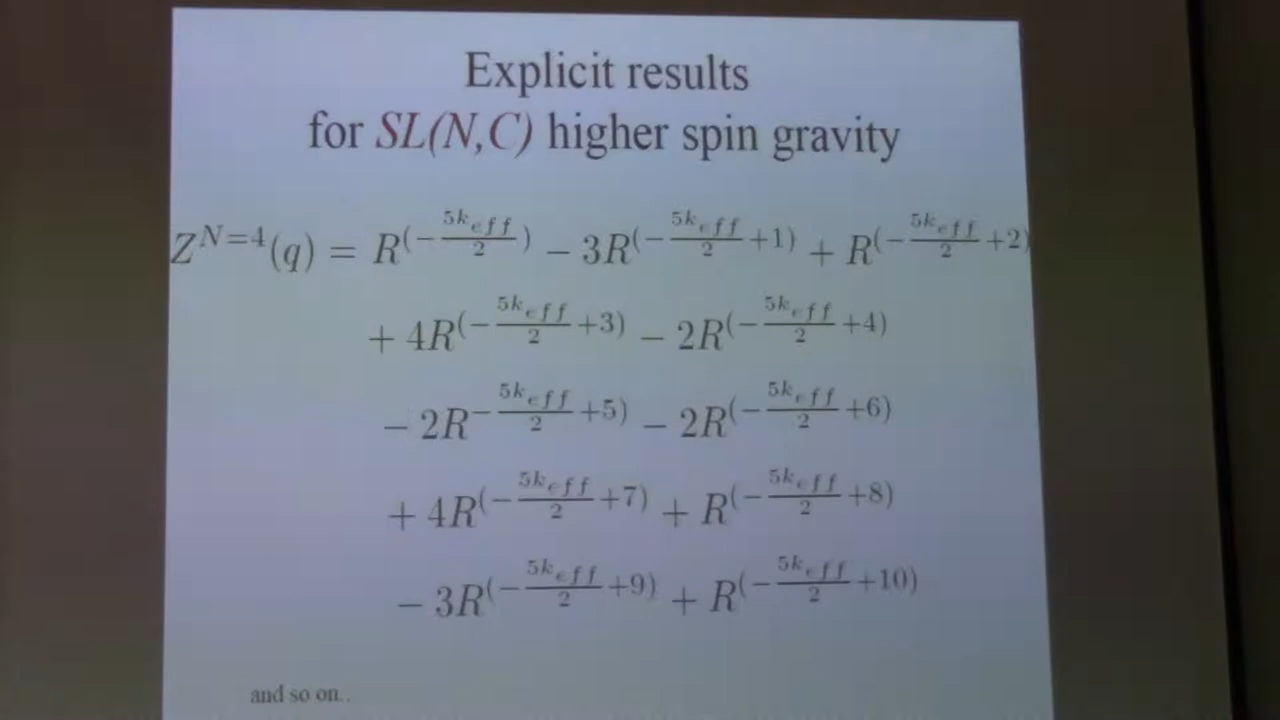 Explicit results
for SL(N,C) higher spin gravity
Z^{N=4}(q) = R^{(-\frac{5k_{eff}}{2})} - 3R^{(-\frac{5k_{eff}}{2}+1)} + R^{(-\frac{5k_{eff}}{2}+2)}
+ 4R^{(-\frac{5k_{eff}}{2}+3)} - 2R^{(-\frac{5k_{eff}}{2}+4)}
- 2R^{-\frac{5k_{eff}}{2}+5)} - 2R^{(-\frac{5k_{eff}}{2}+6)}
+ 4R^{(-\frac{5k_{eff}}{2}+7)} + R^{(-\frac{5k_{eff}}{2}+8)}
- 3R^{(-\frac{5k_{eff}}{2}+9)} + R^{(-\frac{5k_{eff}}{2}+10)}
and so on..